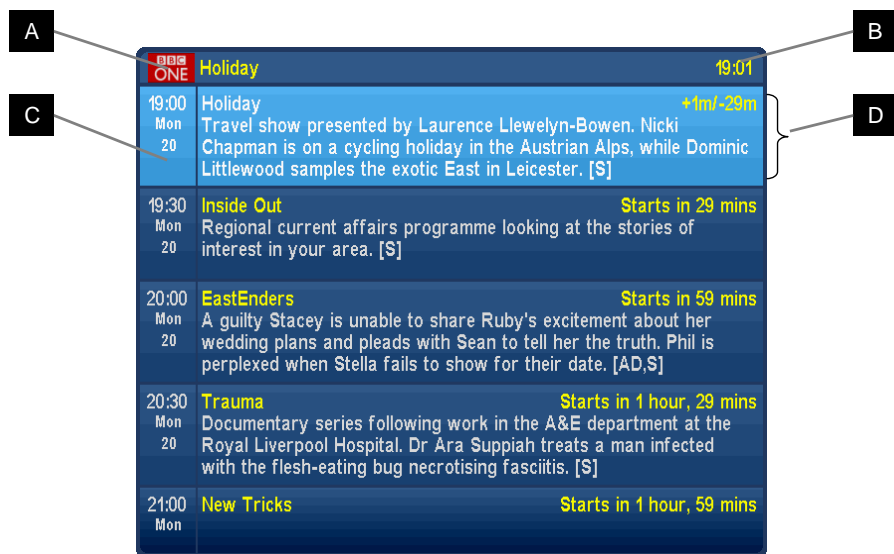 A
B
BBC
ONE
Holiday
19:01
C
D
19:00
Mon
20
Holiday
+1m/-29m
Travel show presented by Laurence Llewelyn-Bowen. Nicki
Chapman is on a cycling holiday in the Austrian Alps, while Dominic
Littlewood samples the exotic East in Leicester. [S]
19:30
Mon
20
Inside Out
Starts in 29 mins
Regional current affairs programme looking at the stories of
interest in your area. [S]
20:00
Mon
20
EastEnders
Starts in 59 mins
A guilty Stacey is unable to share Ruby's excitement about her
wedding plans and pleads with Sean to tell her the truth. Phil is
perplexed when Stella fails to show for their date. [AD,S]
20:30
Mon
20
Trauma
Starts in 1 hour, 29 mins
Documentary series following work in the A&E department at the
Royal Liverpool Hospital. Dr Ara Suppiah treats a man infected
with the flesh-eating bug necrotising fasciitis. [S]
21:00
Mon
New Tricks
Starts in 1 hour, 59 mins